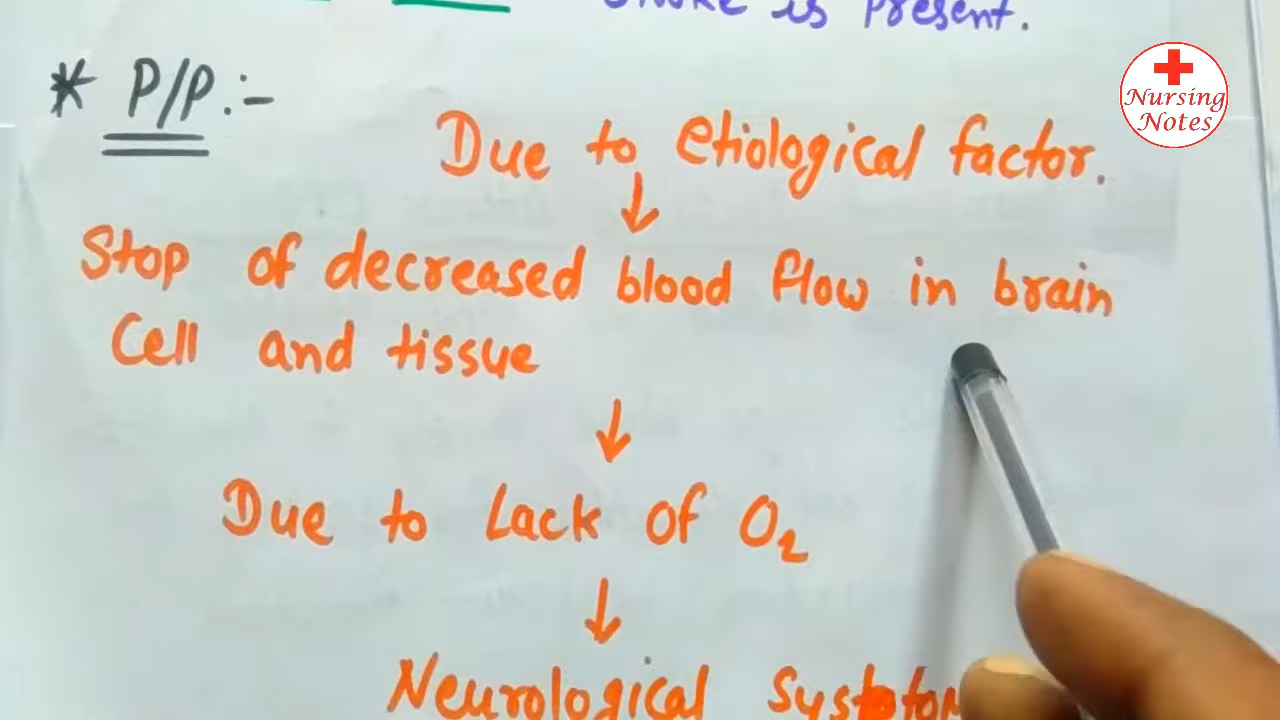 is present.
* P/P:-
Nursing
Notes
Due to etiological factor.
Stop of decreased blood flow in brain
Cell and tissue
Due to Lack of O2
Neurological